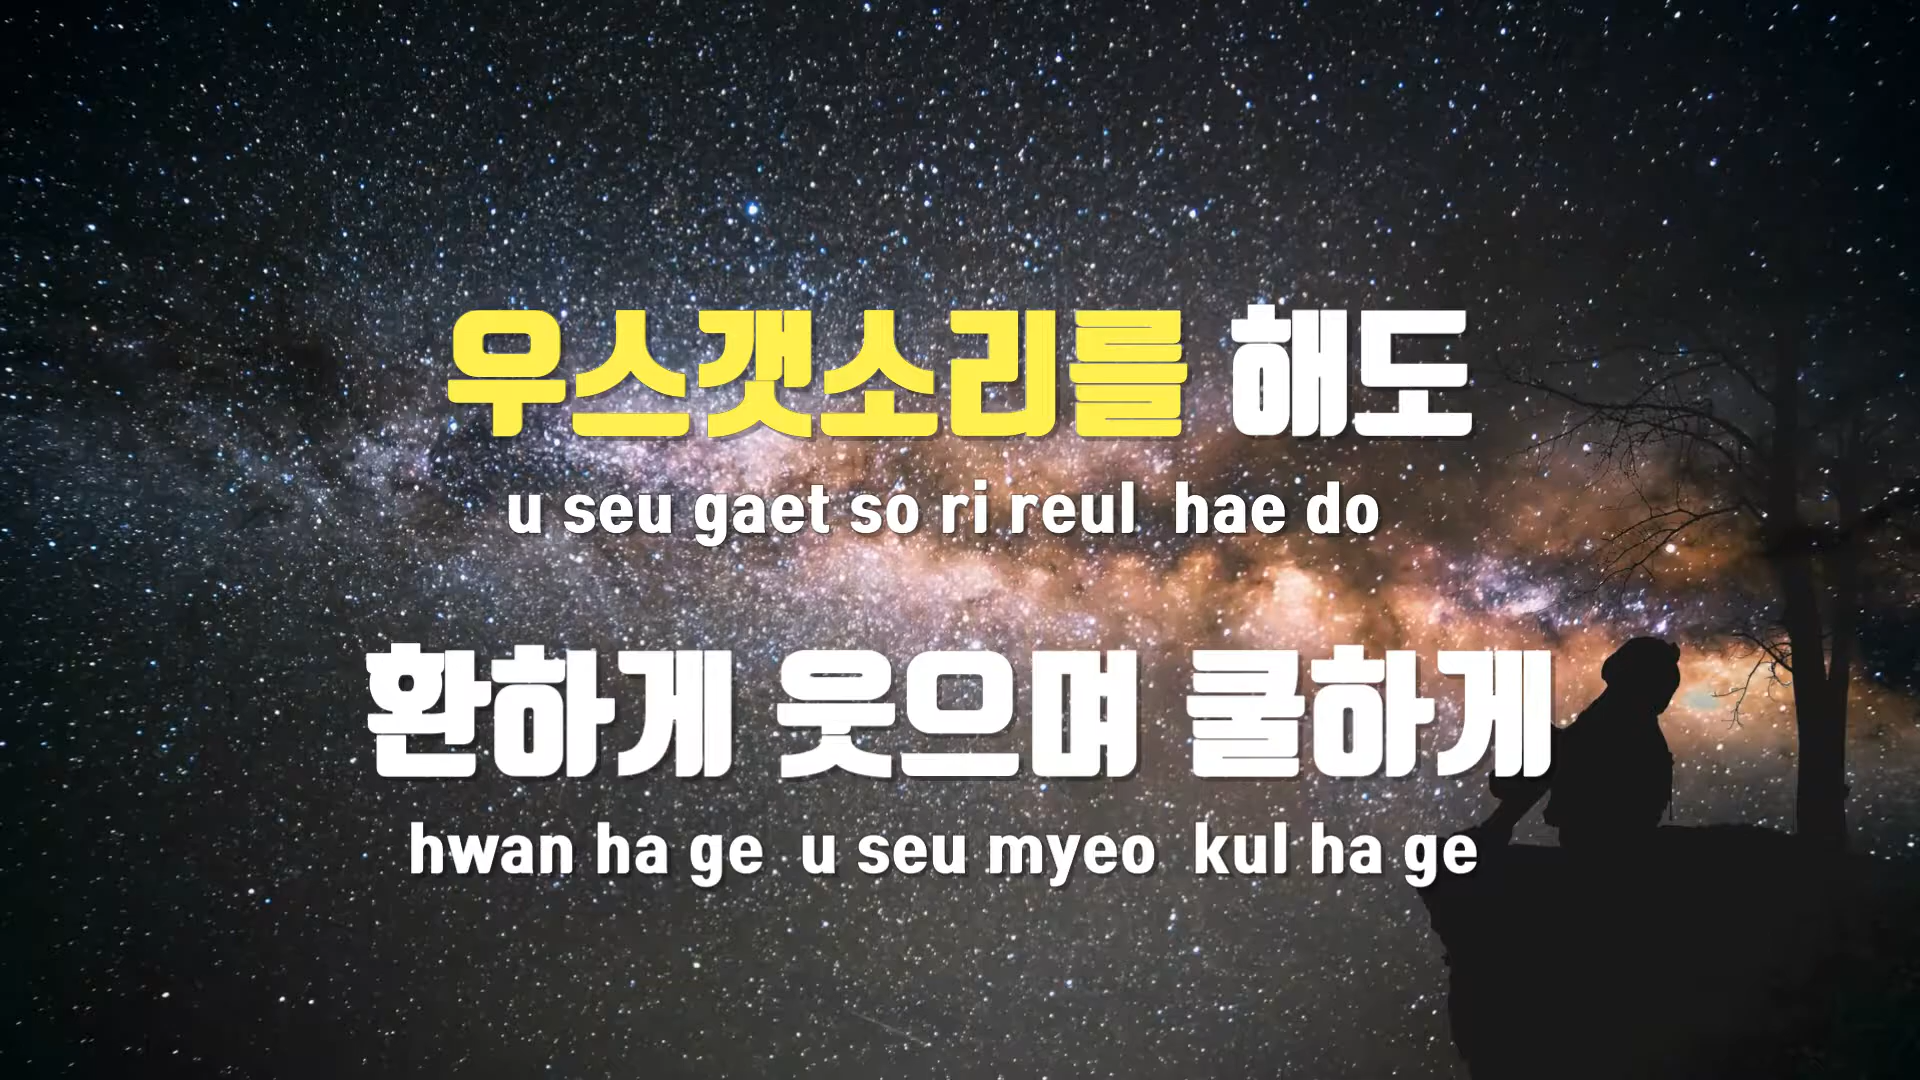 우스갯소리를 해도
u seu gaet so ri reul hae do
환하게 웃으며 쿨하게
hwan ha ge u seu myeo kul ha ge